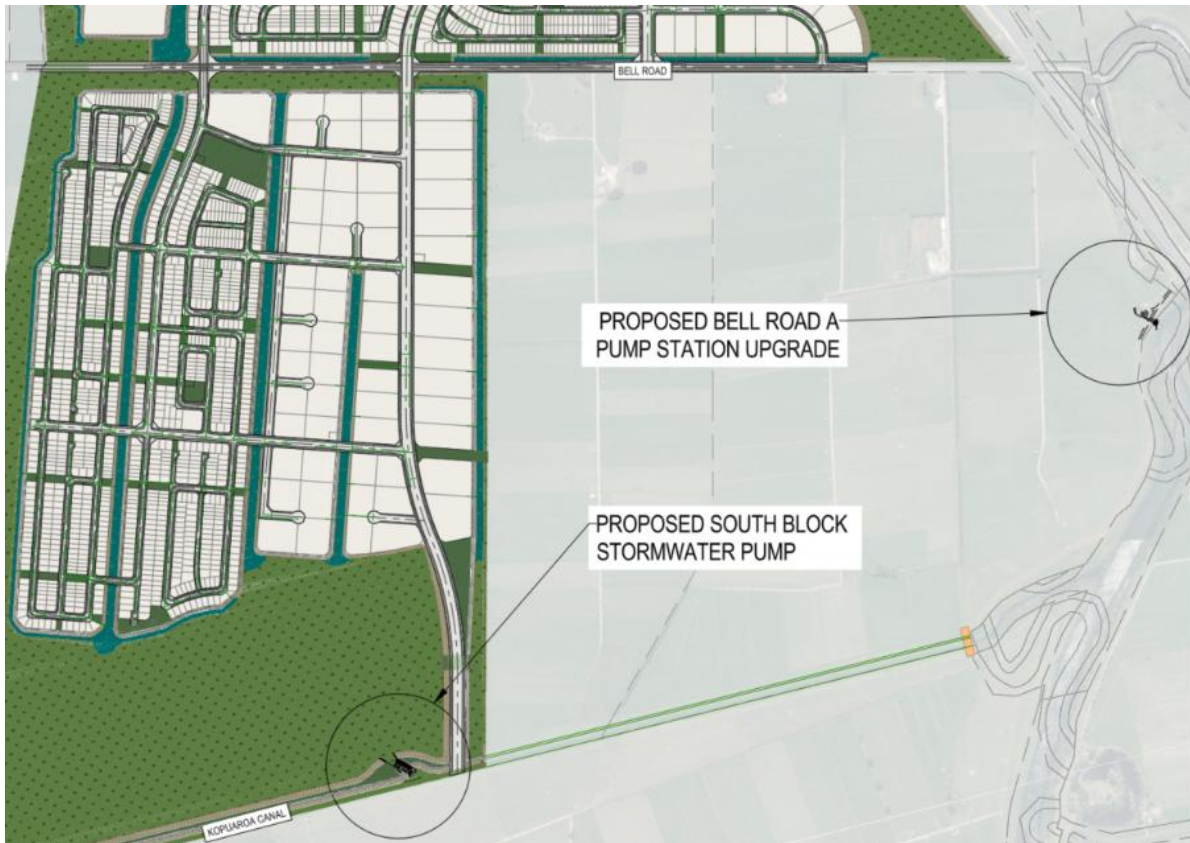 BELL ROAD
PROPOSED BELL ROAD A
PUMP STATION UPGRADE
PROPOSED SOUTH BLOCK
STORMWATER PUMP
KOPUAROA CANAL